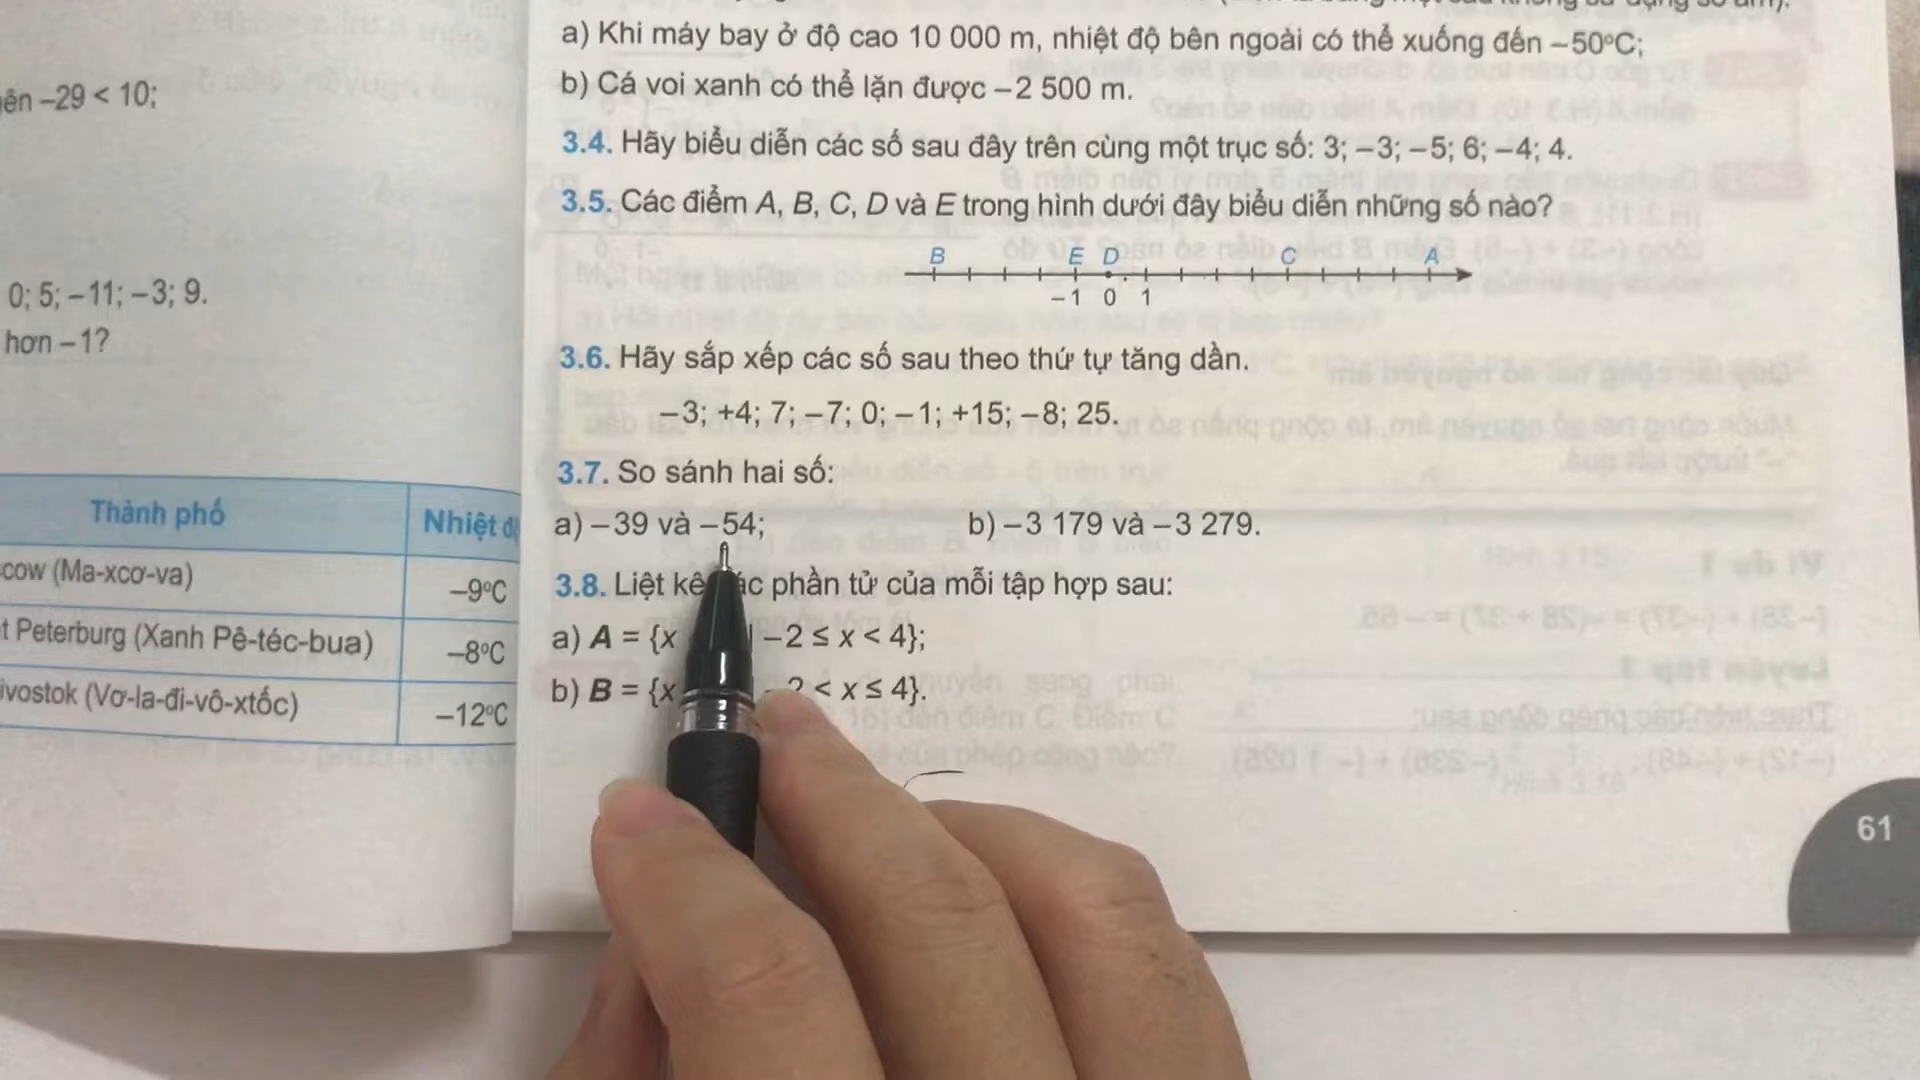 ên –29 < 10;
0; 5; –11; –3; 9.
hơn –1?
Thành phố Nhiệt
cow (Ma-xcơ-va) –9°C
t Peterburg (Xanh Pê-téc-bua) –8°C
ivostok (Vơ-la-đi-vô-xtốc) –12°C
a) Khi máy bay ở độ cao 10 000 m, nhiệt độ bên ngoài có thể xuống đến –50°C;
b) Cá voi xanh có thể lặn được –2 500 m.
3.4. Hãy biểu diễn các số sau đây trên cùng một trục số: 3; –3; –5; 6; –4; 4.
3.5. Các điểm A, B, C, D và E trong hình dưới đây biểu diễn những số nào?
B E D C A
–1 0 1
3.6. Hãy sắp xếp các số sau theo thứ tự tăng dần.
–3; +4; 7; –7; 0; –1; +15; –8; 25.
3.7. So sánh hai số:
a) –39 và –54; b) –3 179 và –3 279.
3.8. Liệt kê các phần tử của mỗi tập hợp sau:
a) A = {x | –2 ≤ x < 4};
b) B = {x | –2 < x ≤ 4}.
61